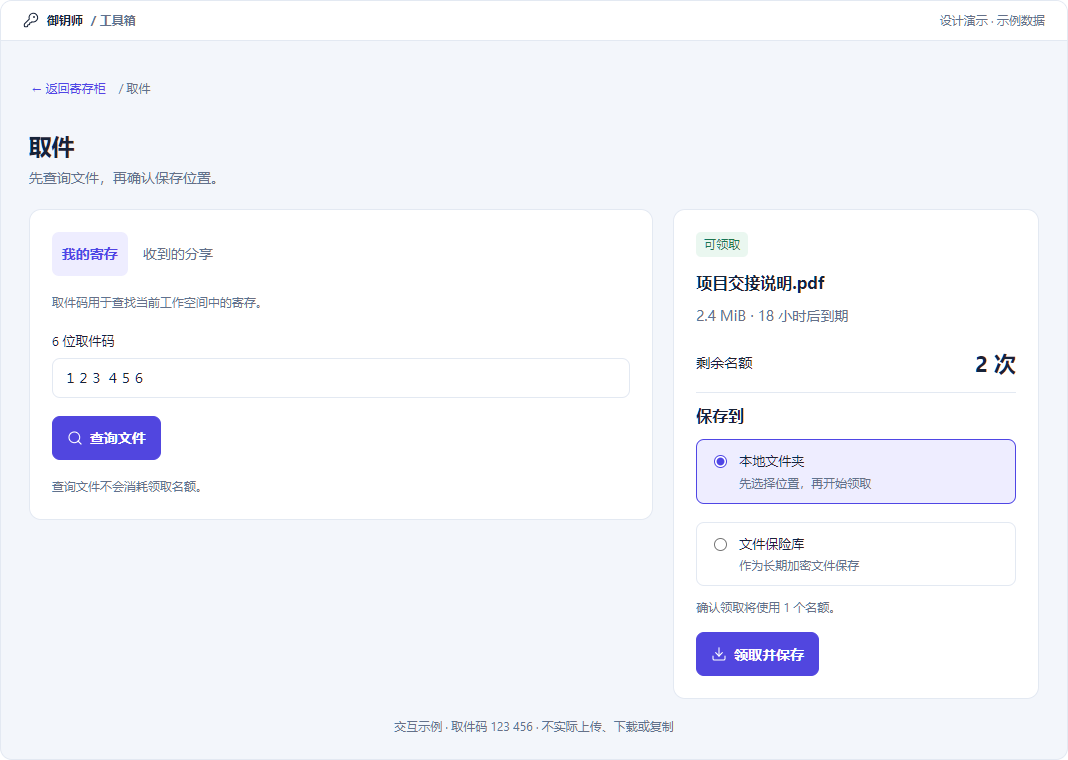 御钥师 / 工具箱
设计演示 · 示例数据
← 返回寄存柜 / 取件
取件
先查询文件，再确认保存位置。
我的寄存 收到的分享
取件码用于查找当前工作空间中的寄存。
6 位取件码
1 2 3 4 5 6
查询文件
查询文件不会消耗领取名额。
可领取
项目交接说明.pdf
2.4 MiB · 18 小时后到期
剩余名额 2 次
保存到
本地文件夹
先选择位置，再开始领取
文件保险库
作为长期加密文件保存
确认领取将使用 1 个名额。
领取并保存
交互示例 · 取件码 123 456 · 不实际上传、下载或复制